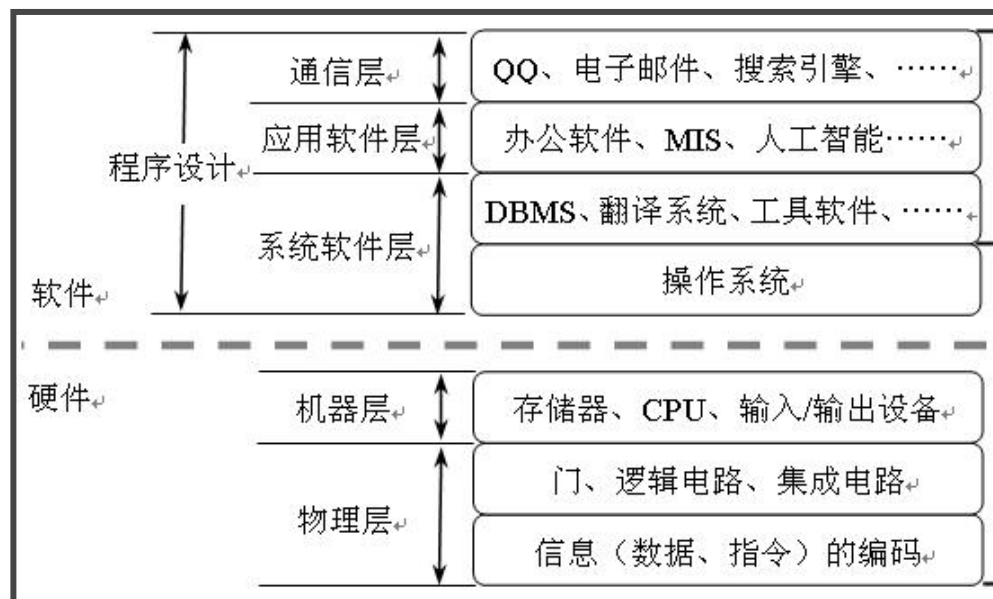 通信层
QQ、电子邮件、搜索引擎、……
应用软件层
办公软件、MIS、人工智能……
程序设计
DBMS、翻译系统、工具软件、……
系统软件层
操作系统
软件
硬件
机器层
存储器、CPU、输入/输出设备
门、逻辑电路、集成电路
物理层
信息（数据、指令）的编码